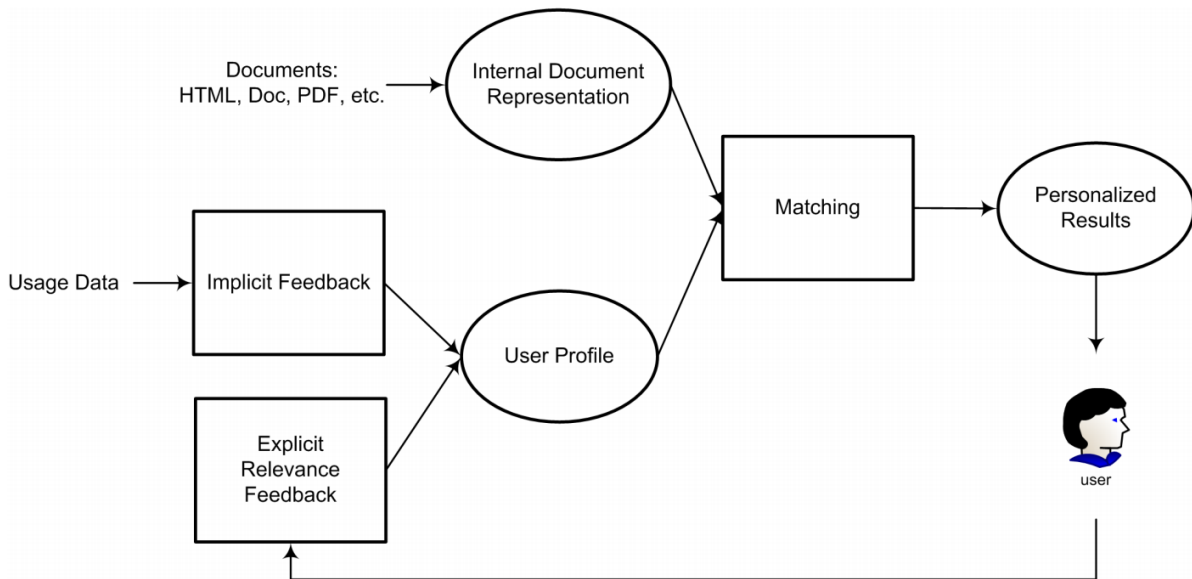 Documents:
HTML, Doc, PDF, etc.
Internal Document
Representation
Matching
Personalized
Results
Usage Data
Implicit Feedback
User Profile
Explicit
Relevance
Feedback
user